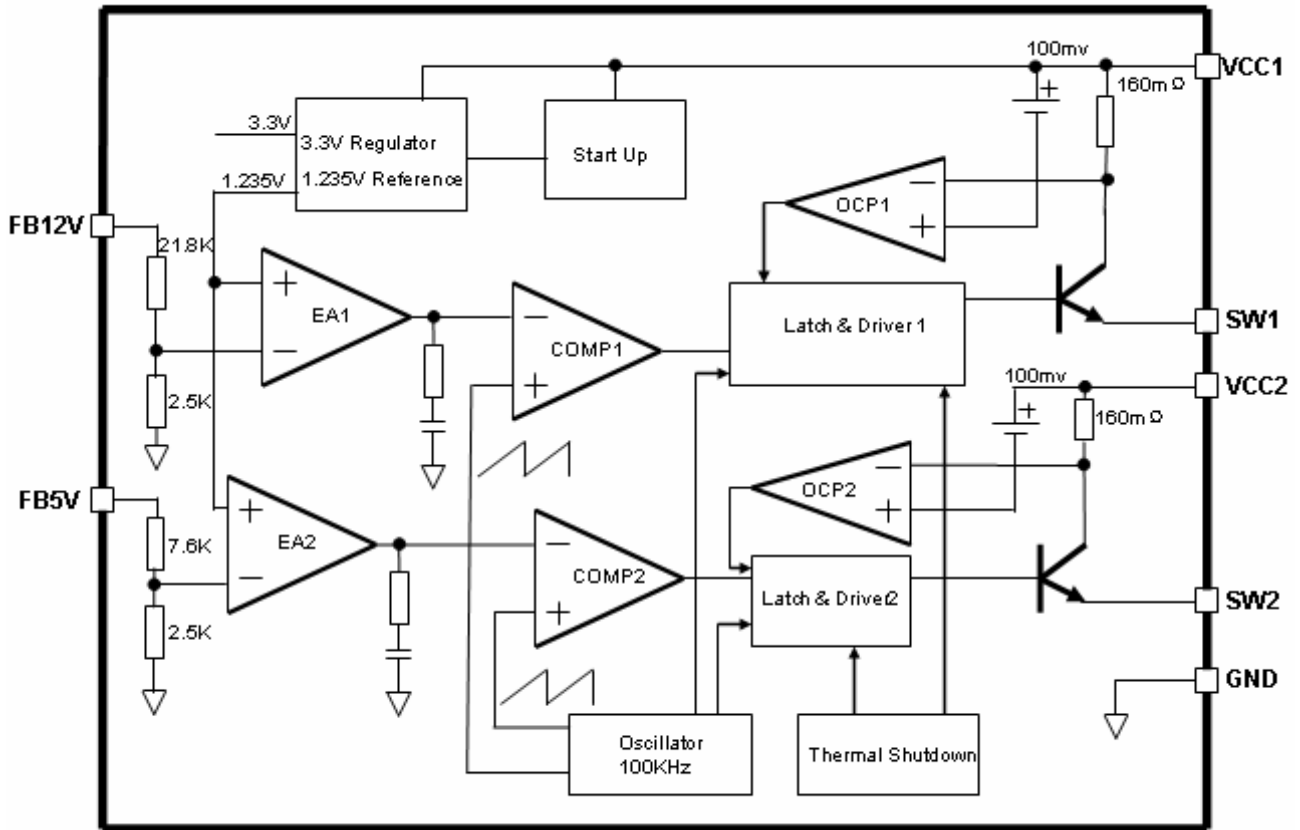 100mv
VCC1
160mΩ
3.3V
3.3V Regulator
Start Up
1.235V
1.235V Reference
OCP1
−
+
FB12V
21.8K
+
EA1
−
−
COMP1
+
Latch & Driver 1
SW1
2.5K
100mv
VCC2
+
160mΩ
FB5V
7.6K
+
EA2
−
−
COMP2
+
OCP2
−
+
Latch & Driver2
SW2
2.5K
GND
Oscillator
100KHz
Thermal Shutdown
+